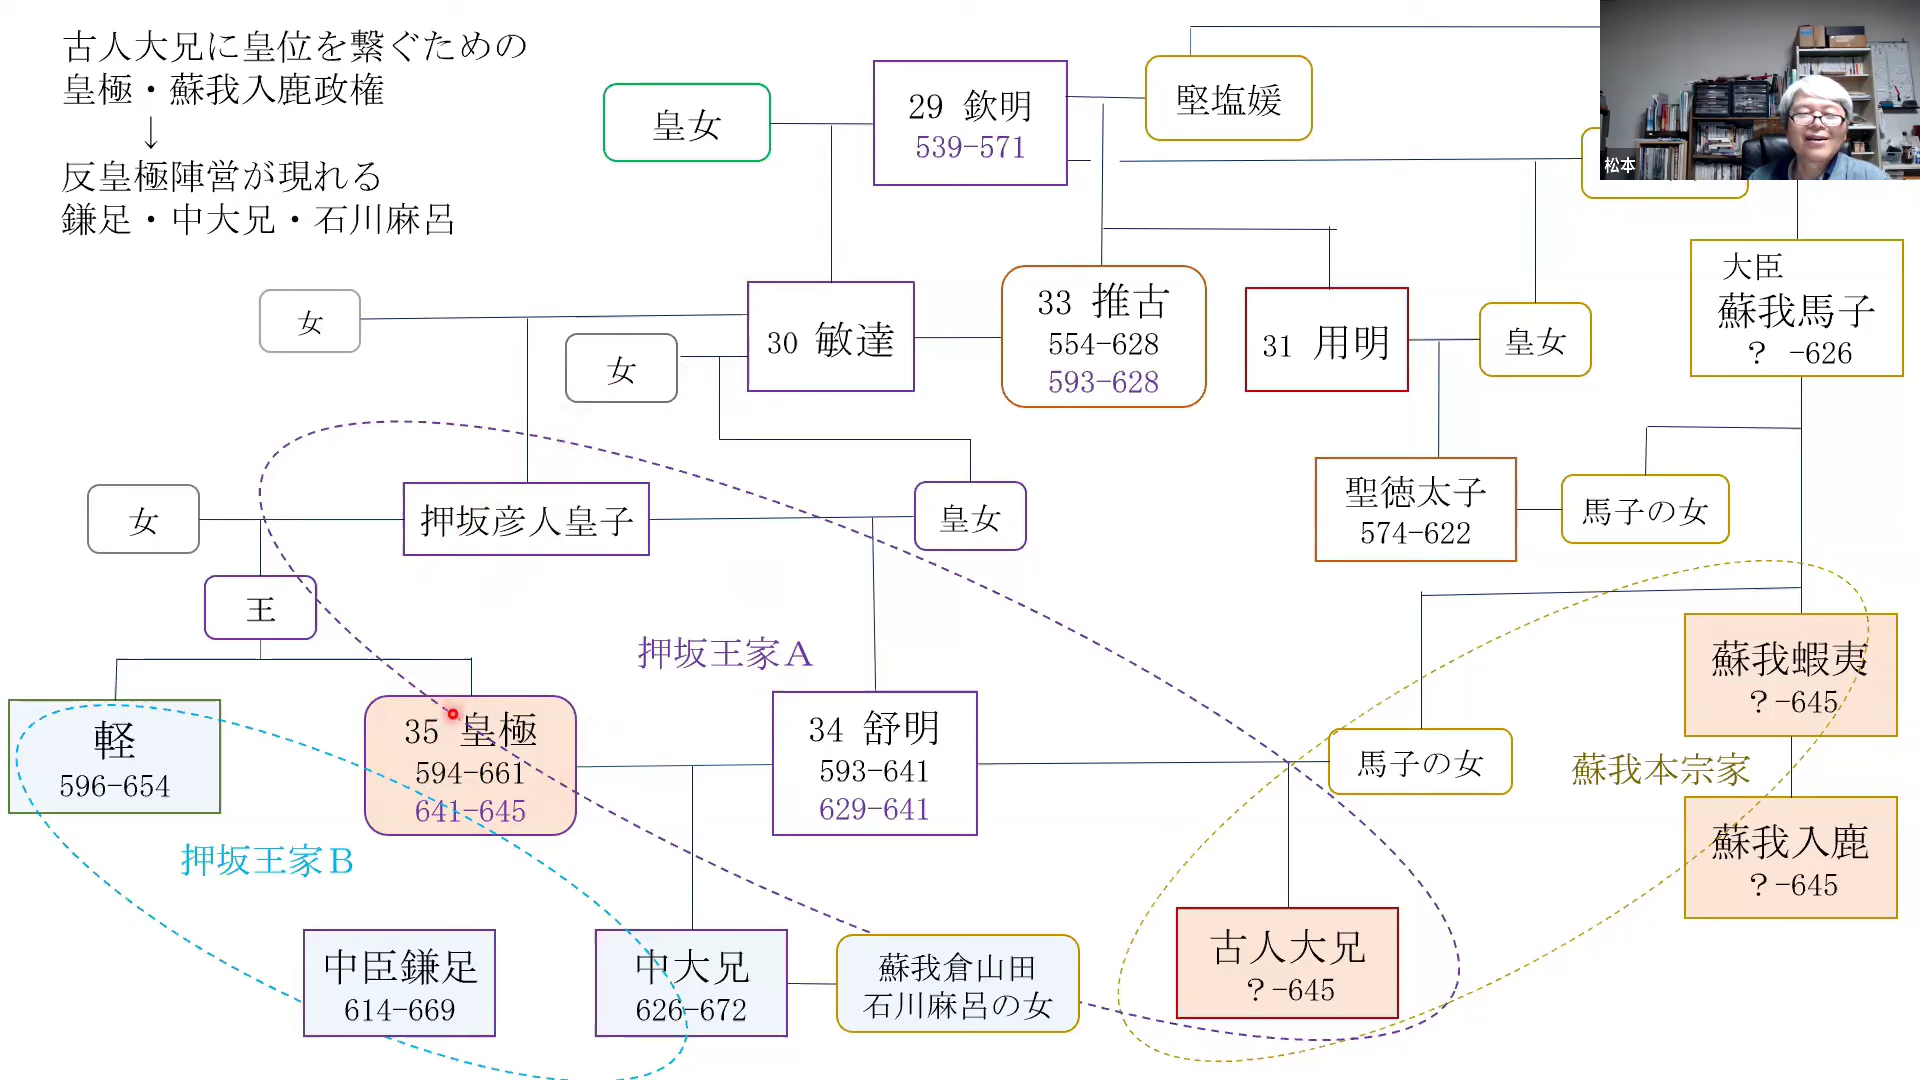 古人大兄に皇位を繋ぐための
皇極・蘇我入鹿政権
↓
反皇極陣営が現れる
鎌足・中大兄・石川麻呂
皇女
29 欽明
539-571
堅塩媛
松本
女
女
30 敏達
33 推古
554-628
593-628
31 用明
皇女
大臣
蘇我馬子
? -626
女
押坂彦人皇子
皇女
聖徳太子
574-622
馬子の女
王
押坂王家A
蘇我蝦夷
?-645
軽
596-654
35 皇極
594-661
641-645
34 舒明
593-641
629-641
馬子の女
蘇我本宗家
押坂王家B
蘇我入鹿
?-645
中臣鎌足
614-669
中大兄
626-672
蘇我倉山田
石川麻呂の女
古人大兄
?-645